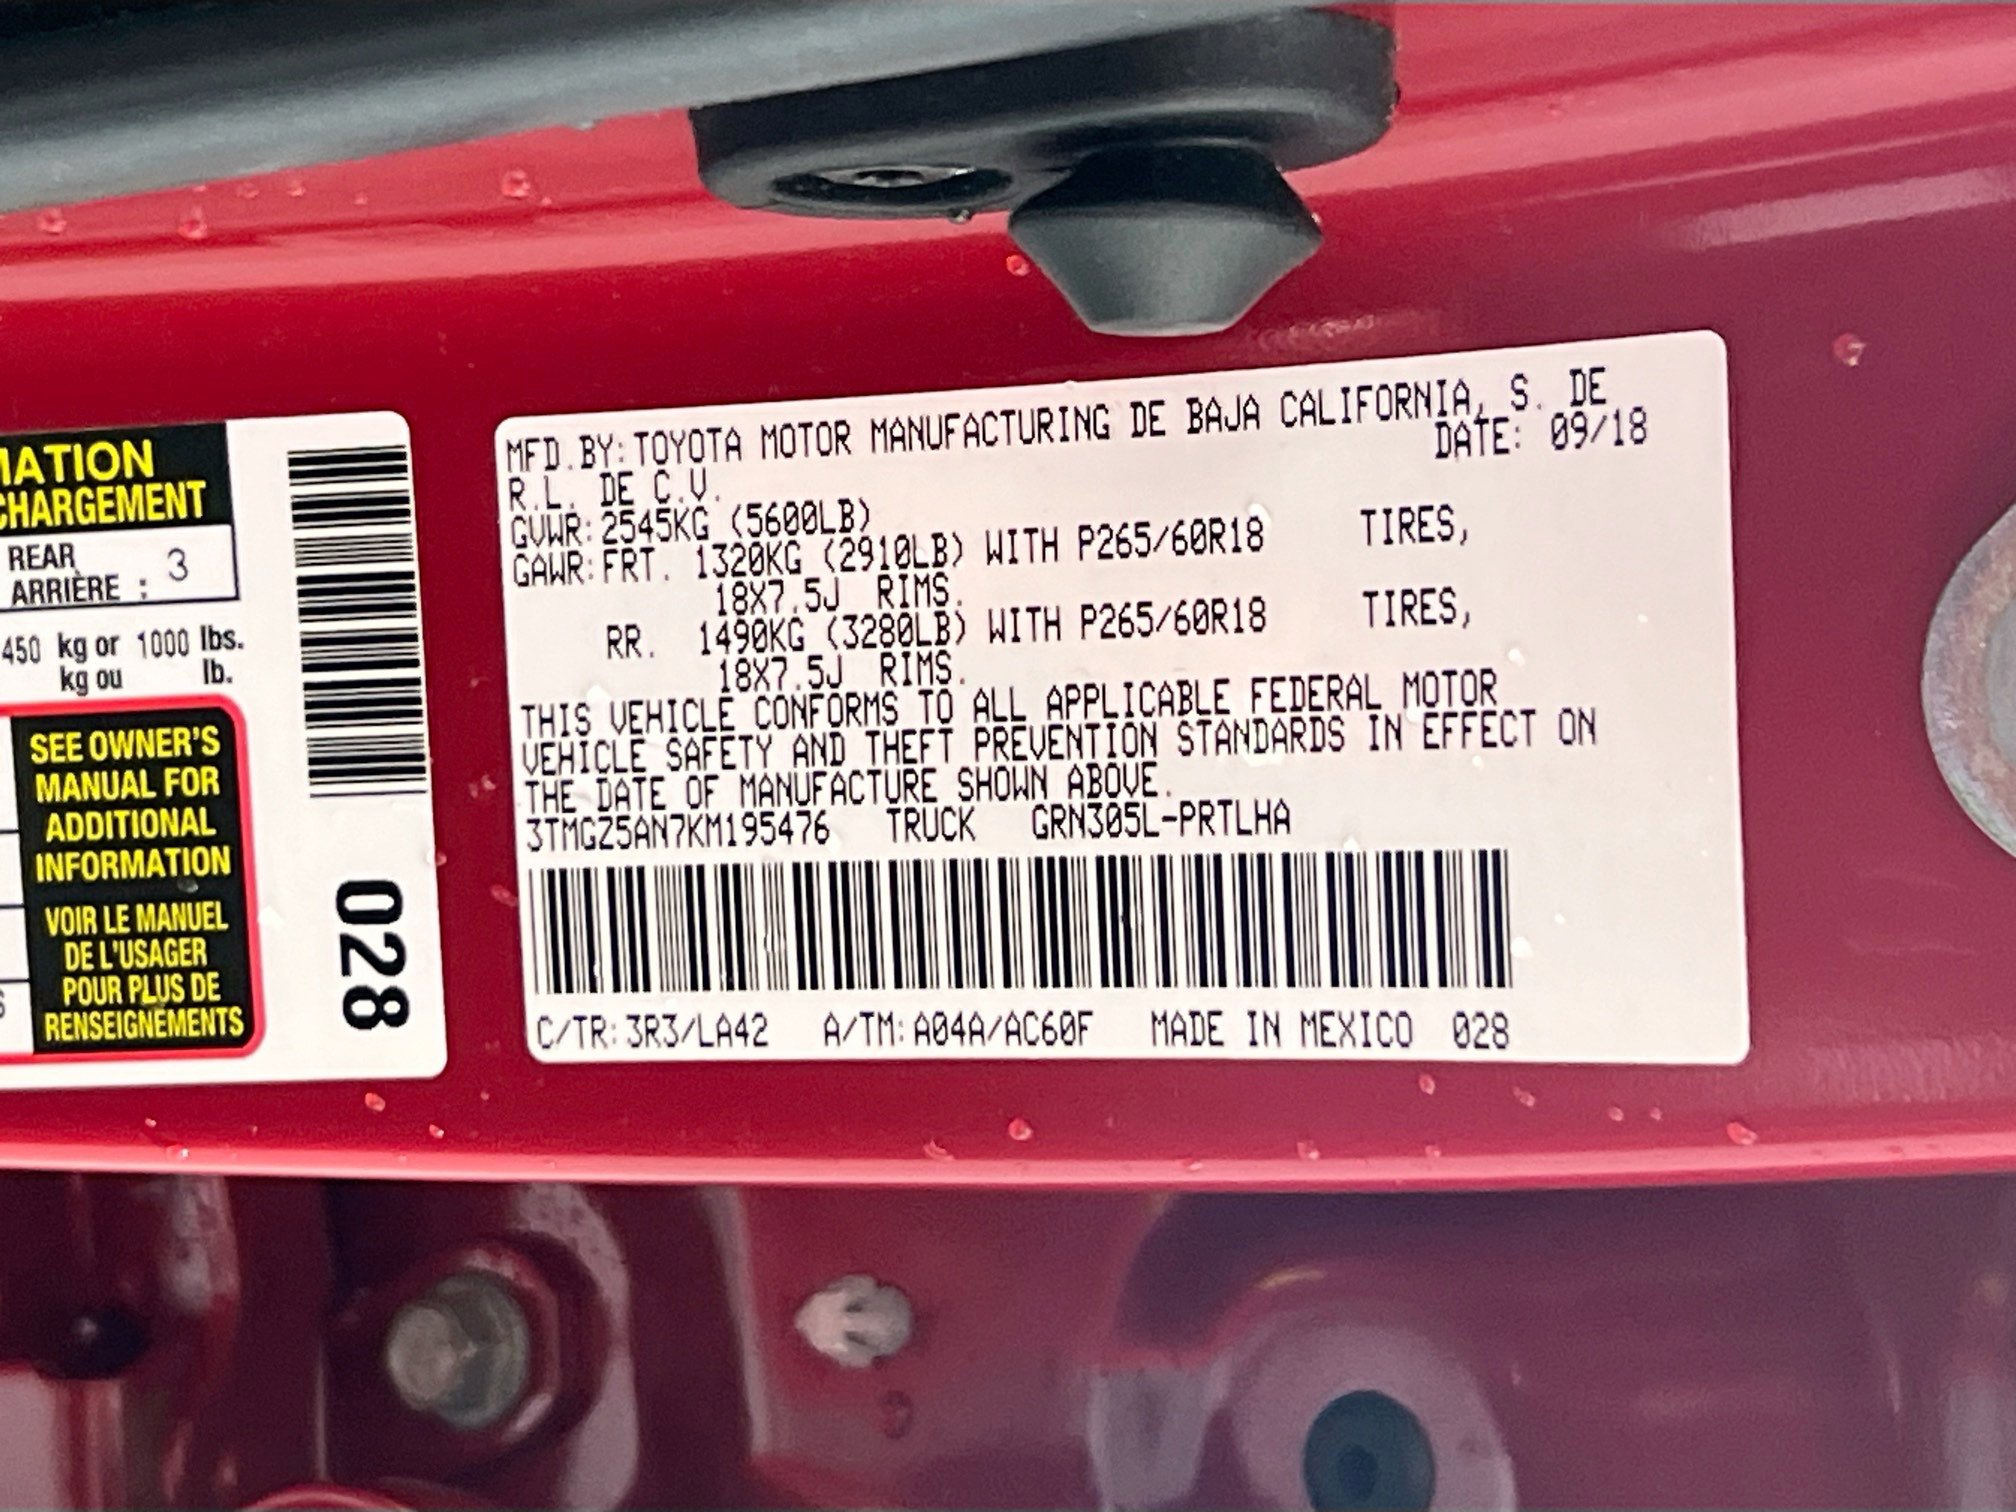 MATION
CHARGEMENT
REAR
ARRIÈRE : 3
450 kg or 1000 lbs.
kg ou lb.
SEE OWNER'S
MANUAL FOR
ADDITIONAL
INFORMATION
VOIR LE MANUEL
DE L'USAGER
POUR PLUS DE
RENSEIGNEMENTS
028
MFD.BY:TOYOTA MOTOR MANUFACTURING DE BAJA CALIFORNIA, S. DE
R.L. DE C.V. DATE: 09/18
GVWR:2545KG (5600LB)
GAWR:FRT. 1320KG (2910LB) WITH P265/60R18 TIRES,
18X7.5J RIMS.
RR. 1490KG (3280LB) WITH P265/60R18 TIRES,
18X7.5J RIMS.
THIS VEHICLE CONFORMS TO ALL APPLICABLE FEDERAL MOTOR
VEHICLE SAFETY AND THEFT PREVENTION STANDARDS IN EFFECT ON
THE DATE OF MANUFACTURE SHOWN ABOVE.
3TMGZ5AN7KM195476 TRUCK GRN305L-PRTLHA
C/TR:3R3/LA42 A/TM:A04A/AC60F MADE IN MEXICO 028